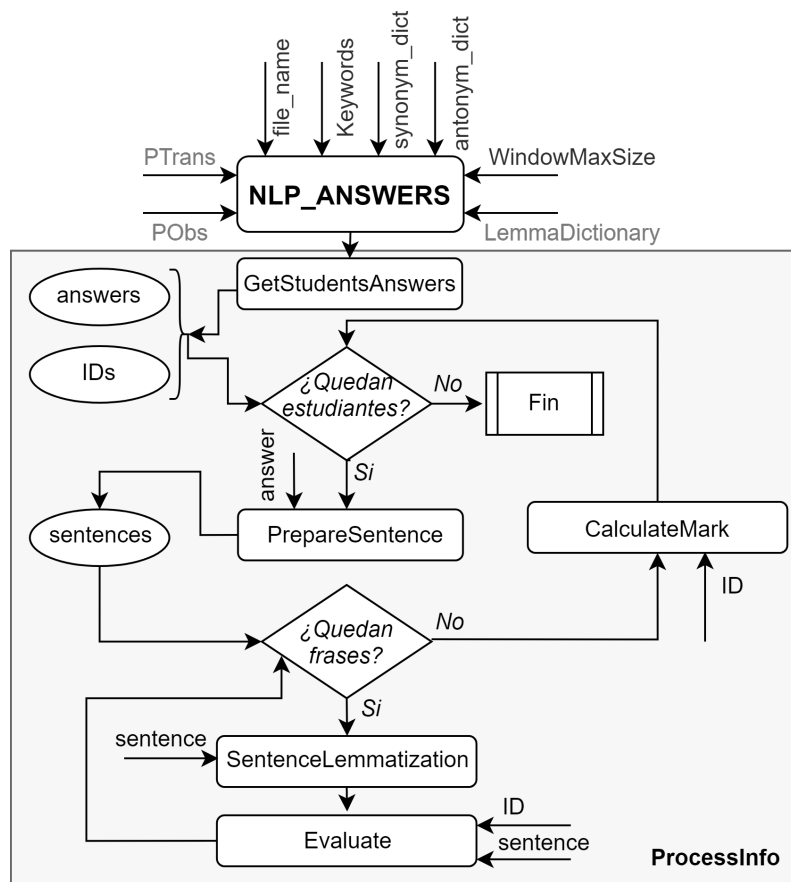 file_name
Keywords
synonym_dict
antonym_dict
PTrans
WindowMaxSize
NLP_ANSWERS
PObs
LemmaDictionary
GetStudentsAnswers
answers
IDs
¿Quedan
estudiantes?
No
Fin
answer
Si
sentences
PrepareSentence
CalculateMark
ID
¿Quedan
frases?
No
Si
sentence
SentenceLemmatization
ID
Evaluate
sentence
ProcessInfo